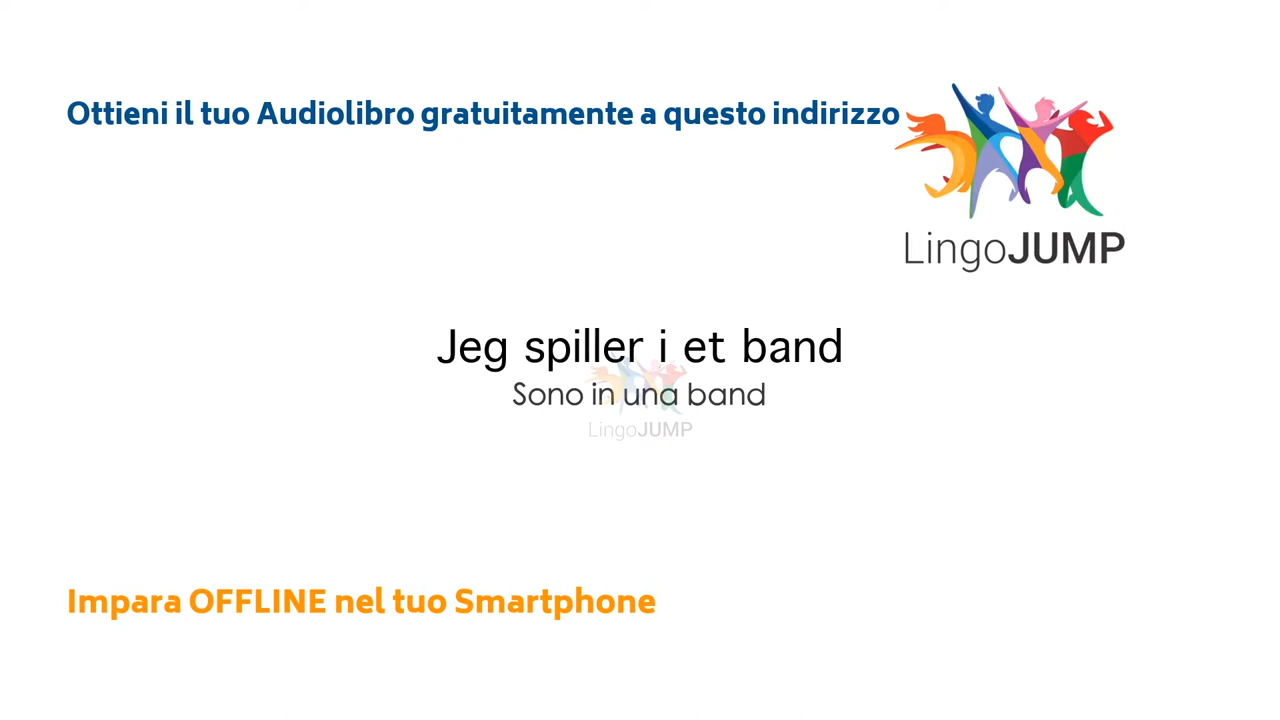 Ottieni il tuo Audiolibro gratuitamente a questo indirizzo
LingoJUMP
Jeg spiller i et band
Sono in una band
LingoJUMP
Impara OFFLINE nel tuo Smartphone